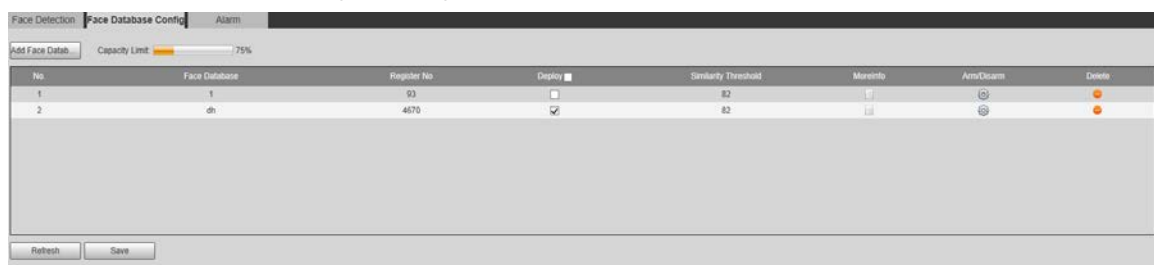 Face Detection Face Database Config Alarm
Add Face Datab... Capacity Limit: 75%
No. Face Database Register No Deploy Similarity Threshold MoreInfo Arm/Disarm Delete
1 1 93 82
2 dh 4670 82
Refresh Save